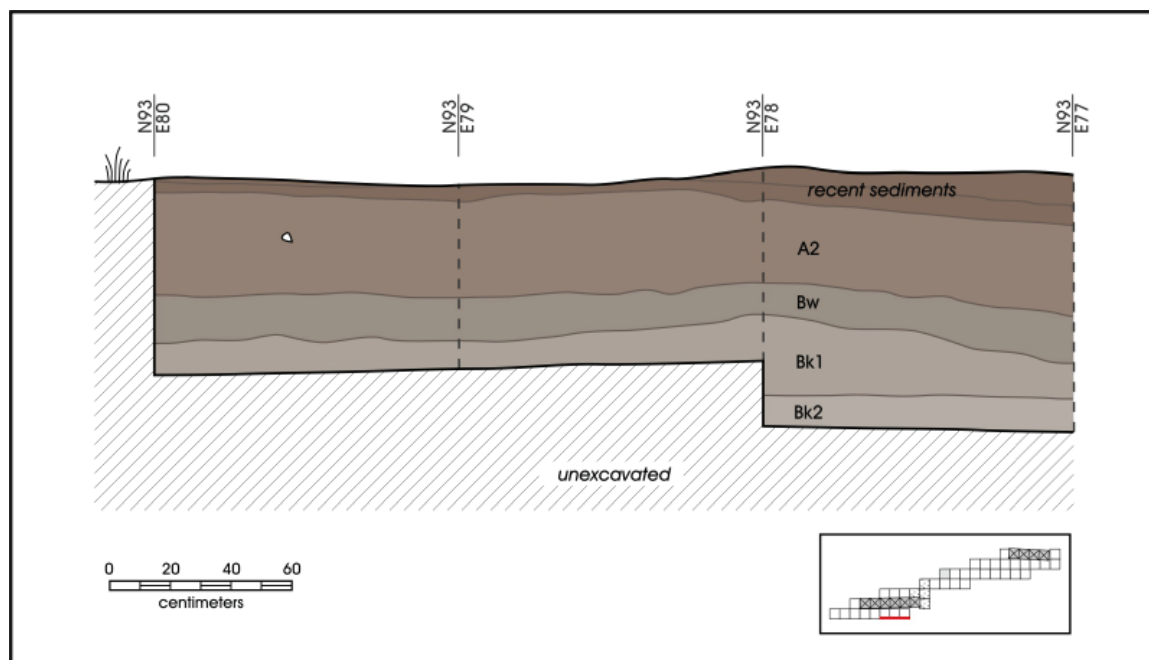 N93
E80
N93
E79
N93
E78
N93
E77
recent sediments
A2
Bw
Bk1
Bk2
unexcavated
0 20 40 60
centimeters